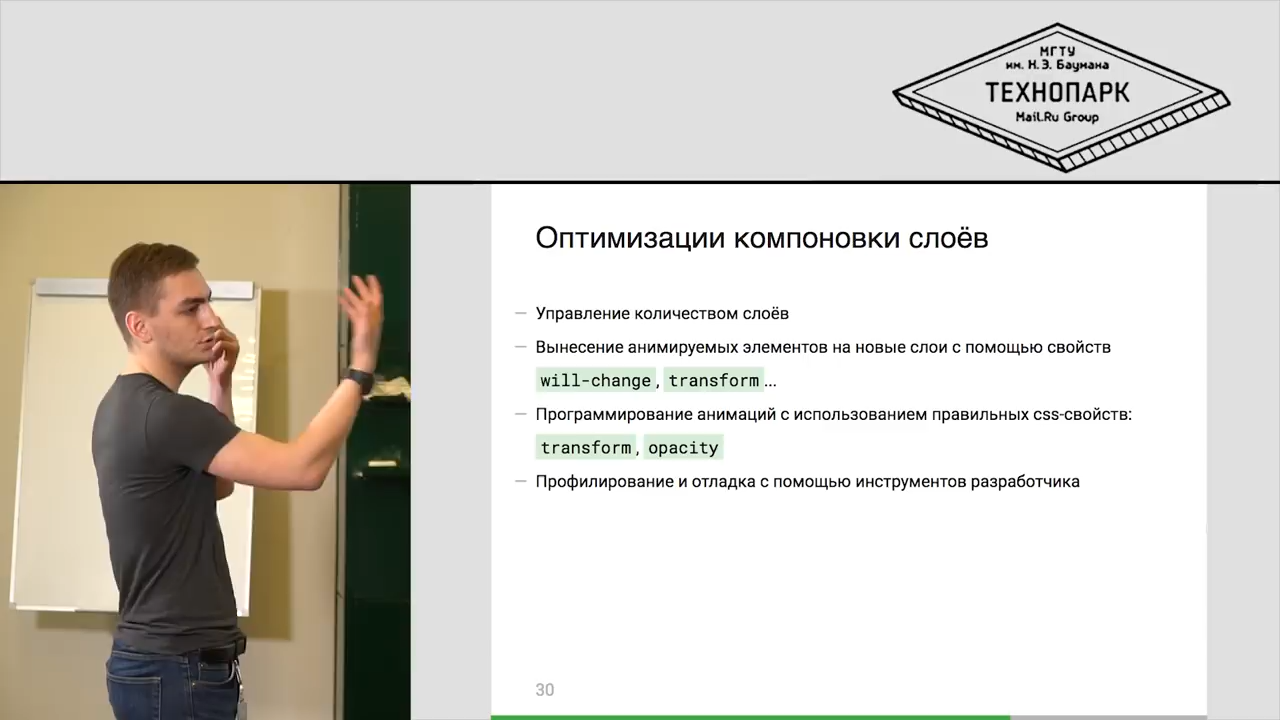 МГТУ
им. Н.Э. Баумана
ТЕХНОПАРК
Mail.Ru Group
Оптимизации компоновки слоёв
— Управление количеством слоёв
— Вынесение анимируемых элементов на новые слои с помощью свойств
will-change, transform...
— Программирование анимаций с использованием правильных css-свойств:
transform, opacity
— Профилирование и отладка с помощью инструментов разработчика
30